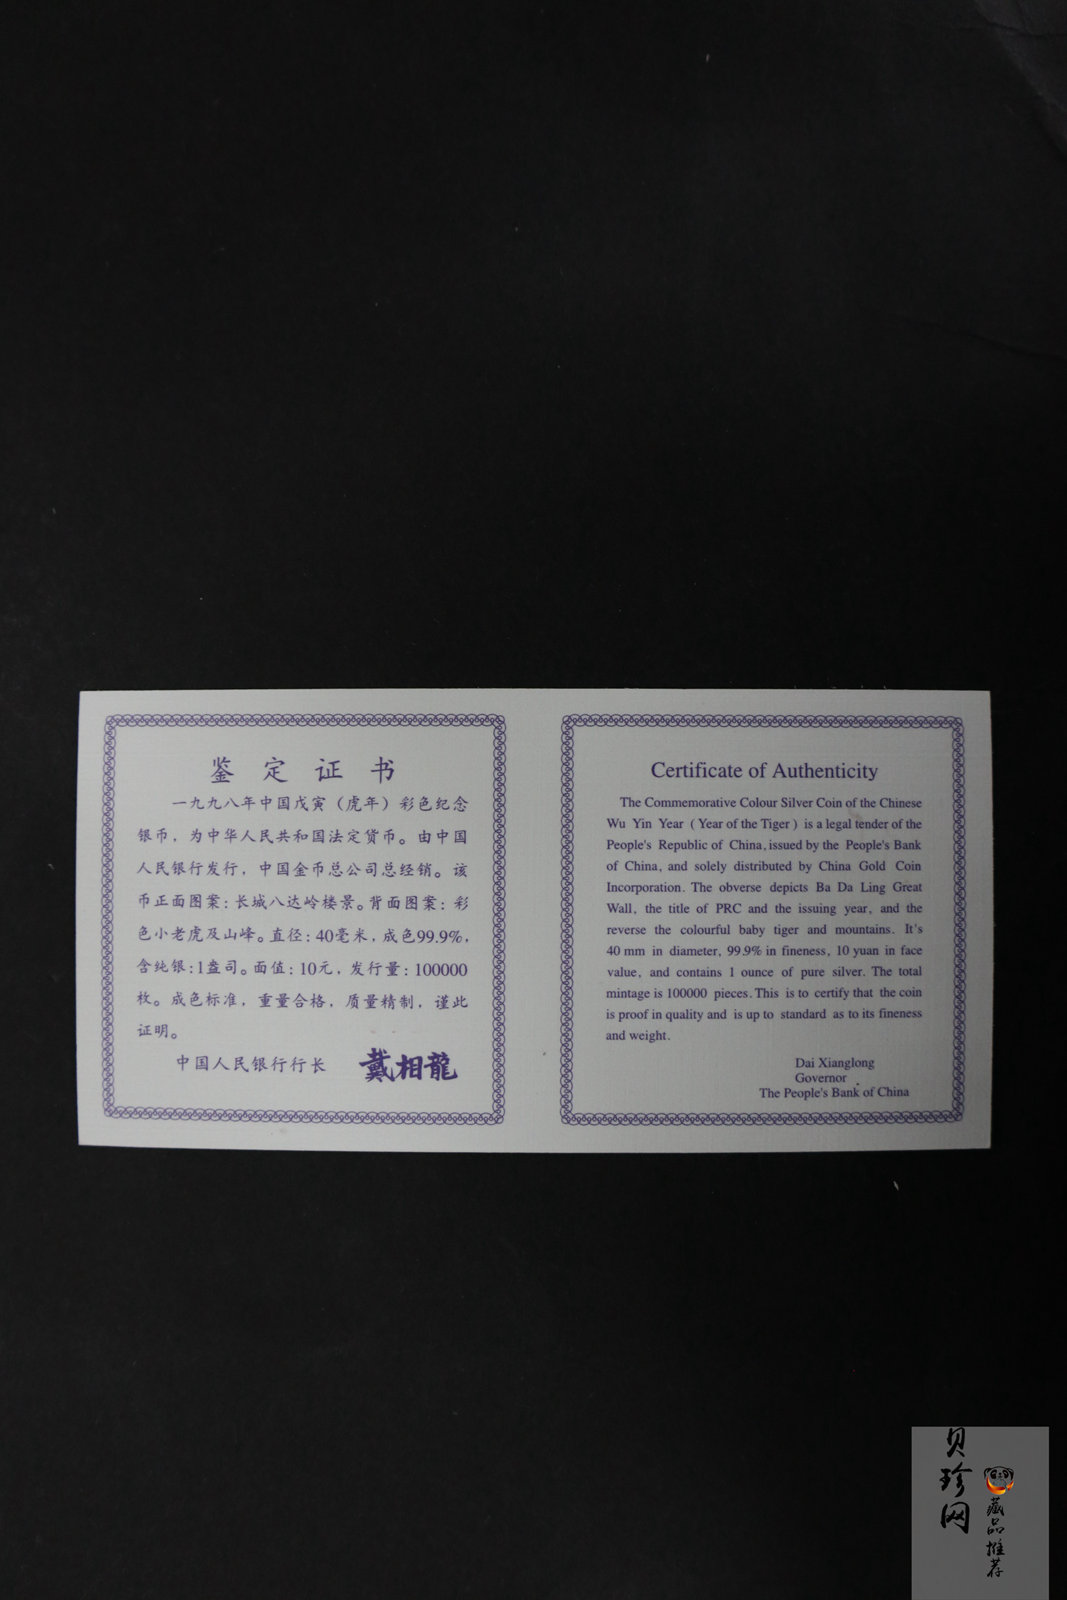 鉴定证书
一九九八年中国戊寅（虎年）彩色纪念
银币，为中华人民共和国法定货币。由中国
人民银行发行，中国金币总公司总经销。该
币正面图案：长城八达岭楼景。背面图案：彩
色小老虎及山峰。直径：40毫米，成色99.9%，
含纯银：1盎司。面值：10元，发行量：100000
枚。成色标准，重量合格，质量精制，谨此
证明。
中国人民银行行长 戴相龍
Certificate of Authenticity
The Commemorative Colour Silver Coin of the Chinese
Wu Yin Year ( Year of the Tiger ) is a legal tender of the
People's Republic of China, issued by the People's Bank
of China, and solely distributed by China Gold Coin
Incorporation. The obverse depicts Ba Da Ling Great
Wall, the title of PRC and the issuing year, and the
reverse the colourful baby tiger and mountains. It's
40 mm in diameter, 99.9% in fineness, 10 yuan in face
value, and contains 1 ounce of pure silver. The total
mintage is 100000 pieces. This is to certify that the coin
is proof in quality and is up to standard as to its fineness
and weight.
Dai Xianglong
Governor
The People's Bank of China
贝珍网
藏品推荐